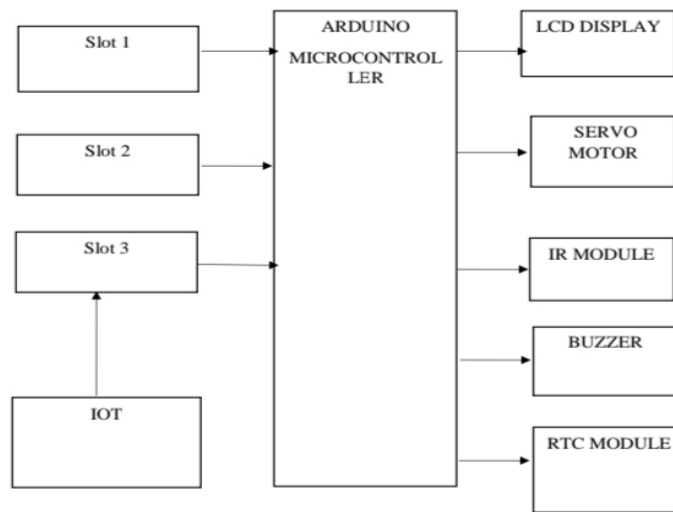 Slot 1
Slot 2
Slot 3
IOT
ARDUINO
MICROCONTROL
LER
LCD DISPLAY
SERVO
MOTOR
IR MODULE
BUZZER
RTC MODULE